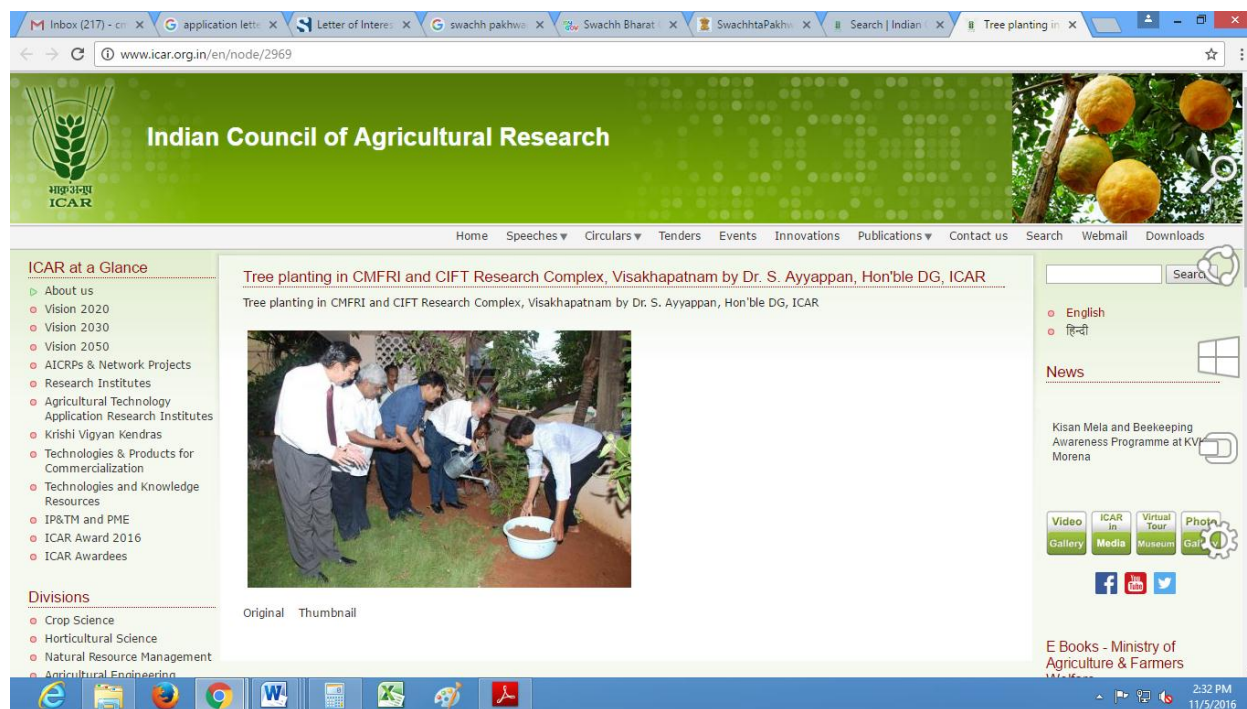 Inbox (217) - cm
application lette
Letter of Interes
swachh pakhwa
Swachh Bharat
SwachhtaPakhw
Search | Indian
Tree planting in
www.icar.org.in/en/node/2969
Indian Council of Agricultural Research
ICAR
Home Speeches Circulars Tenders Events Innovations Publications Contact us Search Webmail Downloads
ICAR at a Glance
About us
Vision 2020
Vision 2030
Vision 2050
AICRPs & Network Projects
Research Institutes
Agricultural Technology
Application Research Institutes
Krishi Vigyan Kendras
Technologies & Products for
Commercialization
Technologies and Knowledge
Resources
IP&TM and PME
ICAR Award 2016
ICAR Awardees
Divisions
Crop Science
Horticultural Science
Natural Resource Management
Agricultural Engineering
Tree planting in CMFRI and CIFT Research Complex, Visakhapatnam by Dr. S. Ayyappan, Hon'ble DG, ICAR
Tree planting in CMFRI and CIFT Research Complex, Visakhapatnam by Dr. S. Ayyappan, Hon'ble DG, ICAR
Original Thumbnail
Search
English
हिन्दी
News
Kisan Mela and Beekeeping
Awareness Programme at
Morena
Video Gallery
ICAR in Media
Virtual Tour Museum
Photo
You Tube
E Books - Ministry of
Agriculture & Farmers
2:32 PM
11/5/2016